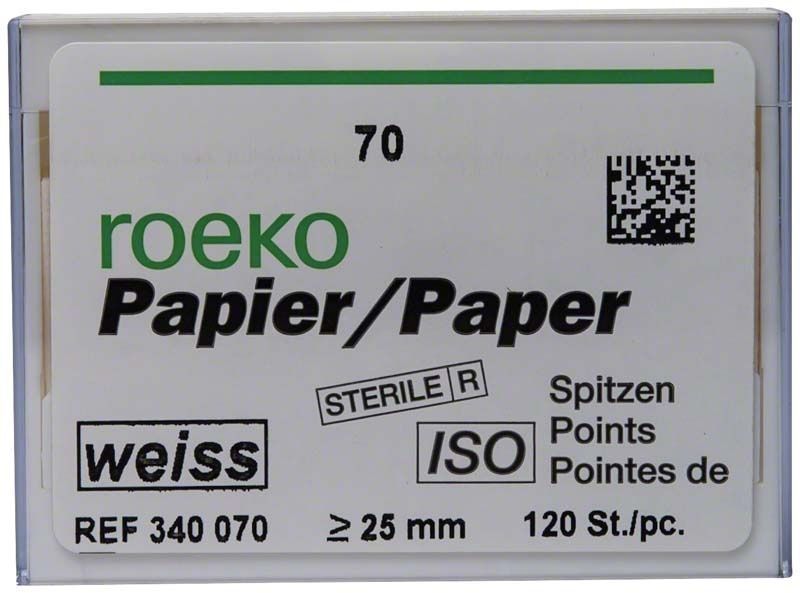 70
roeko
Papier/Paper
STERILE R
Spitzen
Points
Pointes de
weiss
ISO
REF 340 070 ≥ 25 mm 120 St./pc.